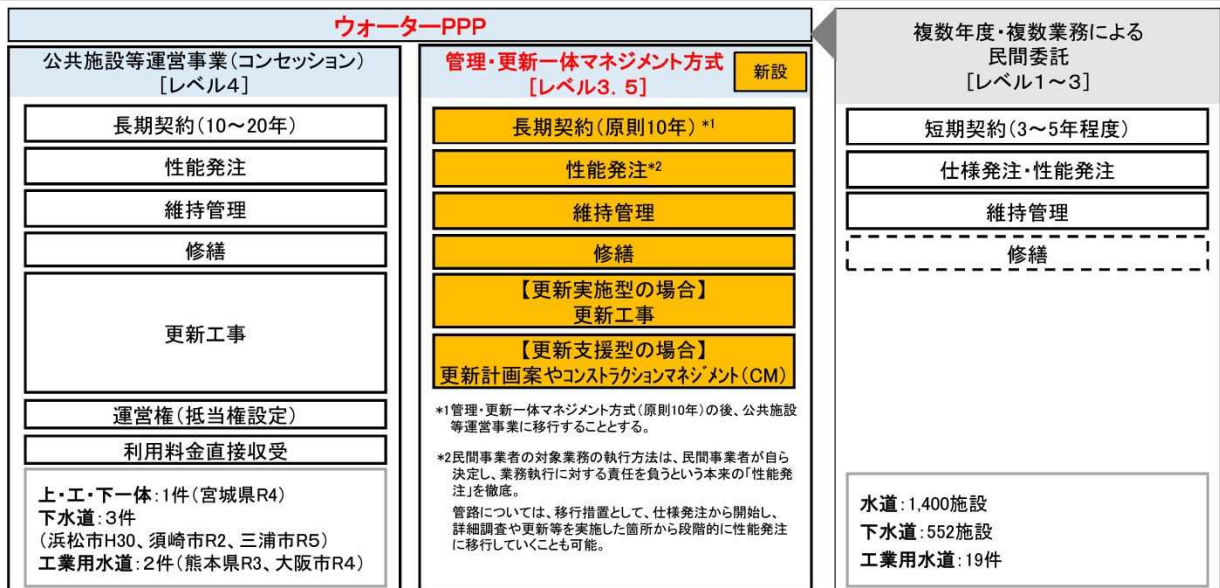 ウォーターPPP
公共施設等運営事業(コンセッション)
[レベル4]
長期契約(10～20年)
性能発注
維持管理
修繕
更新工事
運営権(抵当権設定)
利用料金直接収受
上・工・下一体:1件(宮城県R4)
下水道:3件
(浜松市H30、須崎市R2、三浦市R5)
工業用水道:2件(熊本県R3、大阪市R4)
管理・更新一体マネジメント方式
[レベル3.5]
新設
長期契約(原則10年)*1
性能発注*2
維持管理
修繕
【更新実施型の場合】
更新工事
【更新支援型の場合】
更新計画案やコンストラクションマネジメント(CM)
*1管理・更新一体マネジメント方式(原則10年)の後、公共施設
等運営事業に移行することとする。
*2民間事業者の対象業務の執行方法は、民間事業者が自ら
決定し、業務執行に対する責任を負うという本来の「性能発
注」を徹底。
管路については、移行措置として、仕様発注から開始し、
詳細調査や更新等を実施した箇所から段階的に性能発注
に移行していくことも可能。
複数年度・複数業務による
民間委託
[レベル1～3]
短期契約(3～5年程度)
仕様発注・性能発注
維持管理
修繕
水道:1,400施設
下水道:552施設
工業用水道:19件